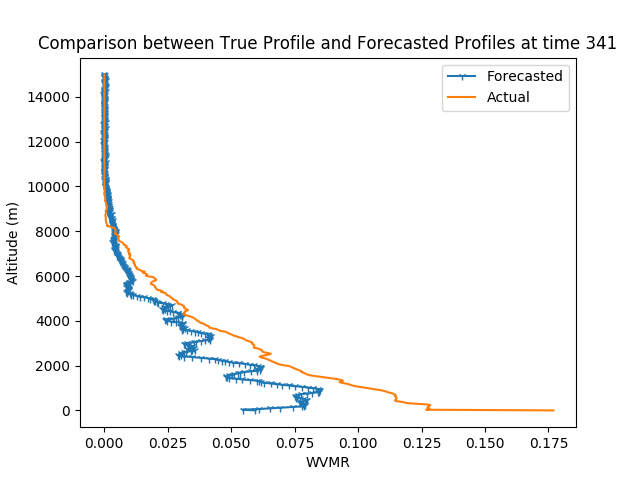 Comparison between True Profile and Forecasted Profiles at time 341
Forecasted
Actual
14000
12000
10000
8000
6000
4000
2000
0
Altitude (m)
0.000 0.025 0.050 0.075 0.100 0.125 0.150 0.175
WVMR